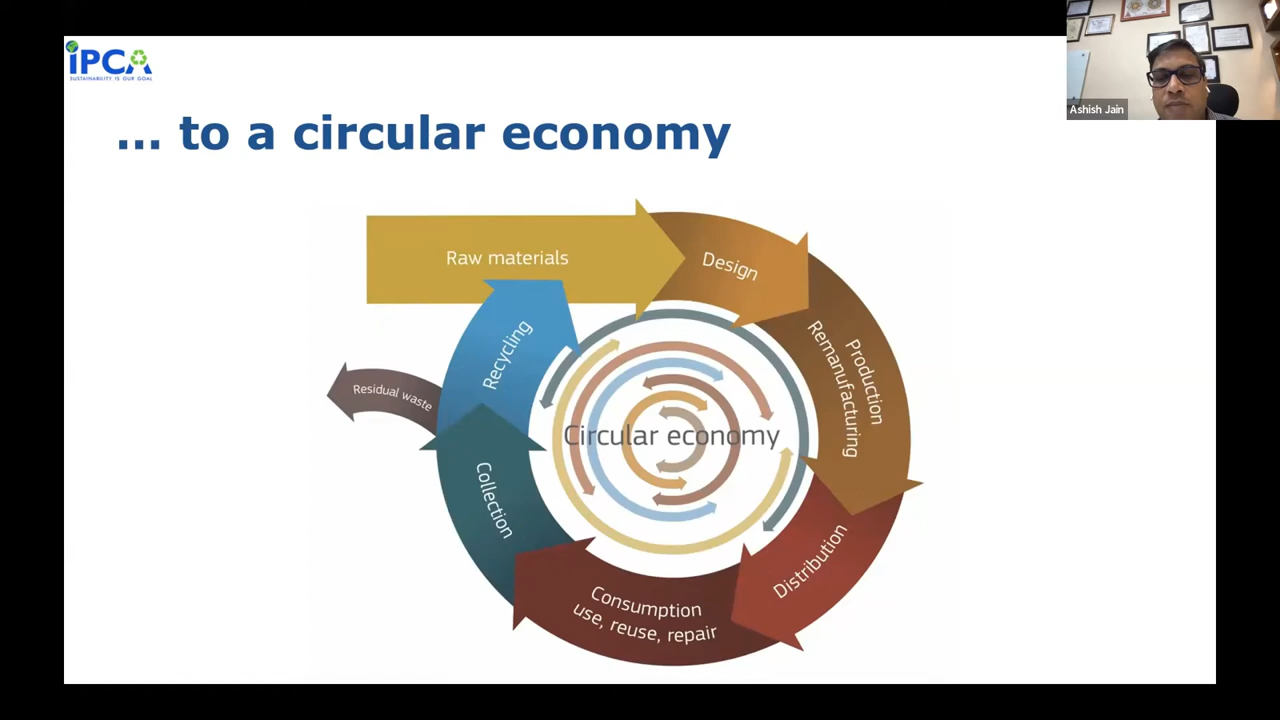 iPCA
SUSTAINABILITY IS OUR GOAL
Ashish Jain
... to a circular economy
Raw materials
Design
Production
Remanufacturing
Distribution
Consumption
use, reuse, repair
Collection
Recycling
Residual waste
Circular economy